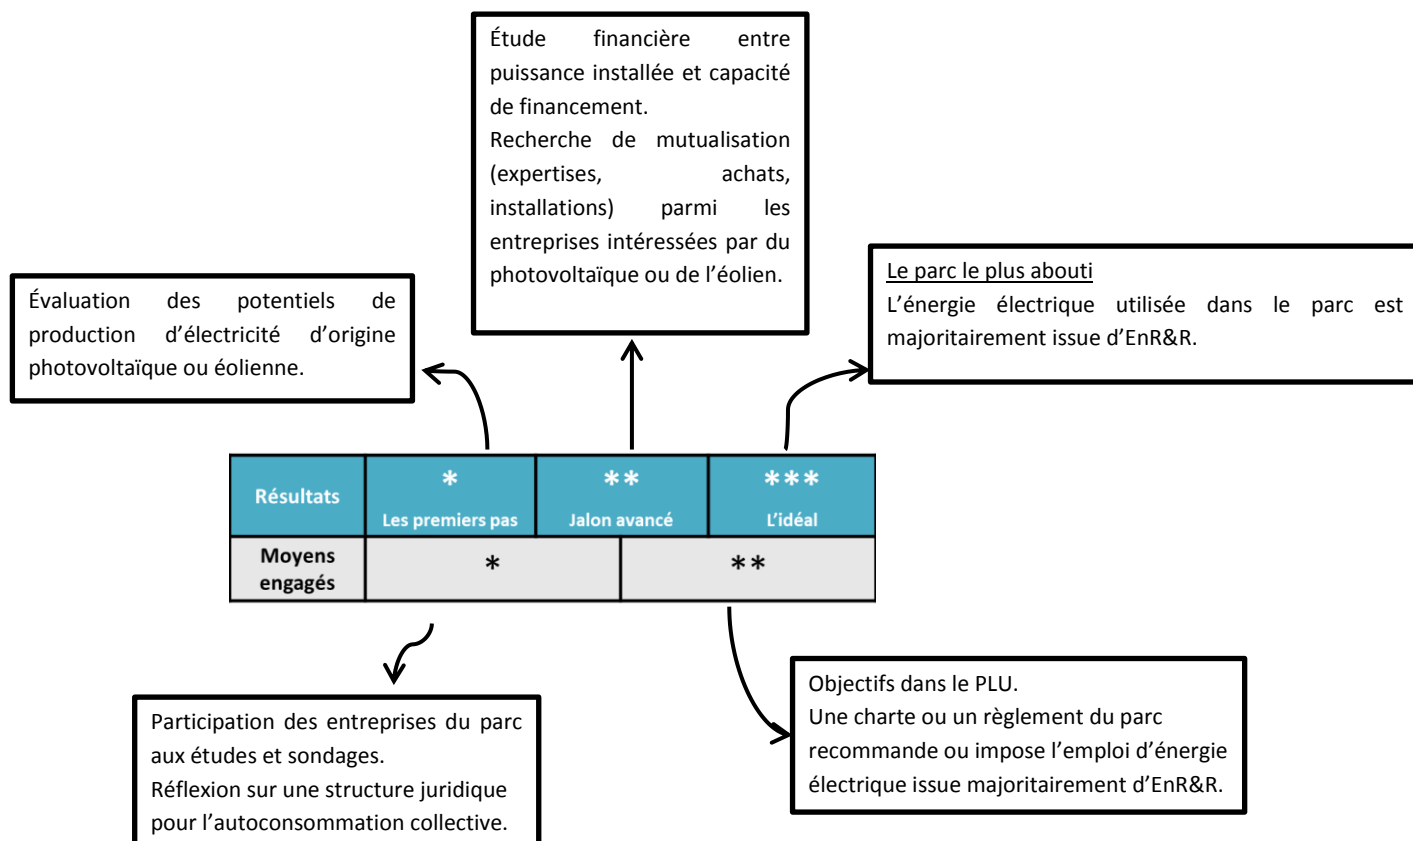 Étude financière entre
puissance installée et capacité
de financement.
Recherche de mutualisation
(expertises, achats,
installations) parmi les
entreprises intéressées par du
photovoltaïque ou de l’éolien.
Évaluation des potentiels de
production d’électricité d’origine
photovoltaïque ou éolienne.
Le parc le plus abouti
L’énergie électrique utilisée dans le parc est
majoritairement issue d’EnR&R.
Résultats
*
Les premiers pas
**
Jalon avancé
***
L’idéal
Moyens
engagés
*
**
Participation des entreprises du parc
aux études et sondages.
Réflexion sur une structure juridique
pour l’autoconsommation collective.
Objectifs dans le PLU.
Une charte ou un règlement du parc
recommande ou impose l’emploi d’énergie
électrique issue majoritairement d’EnR&R.